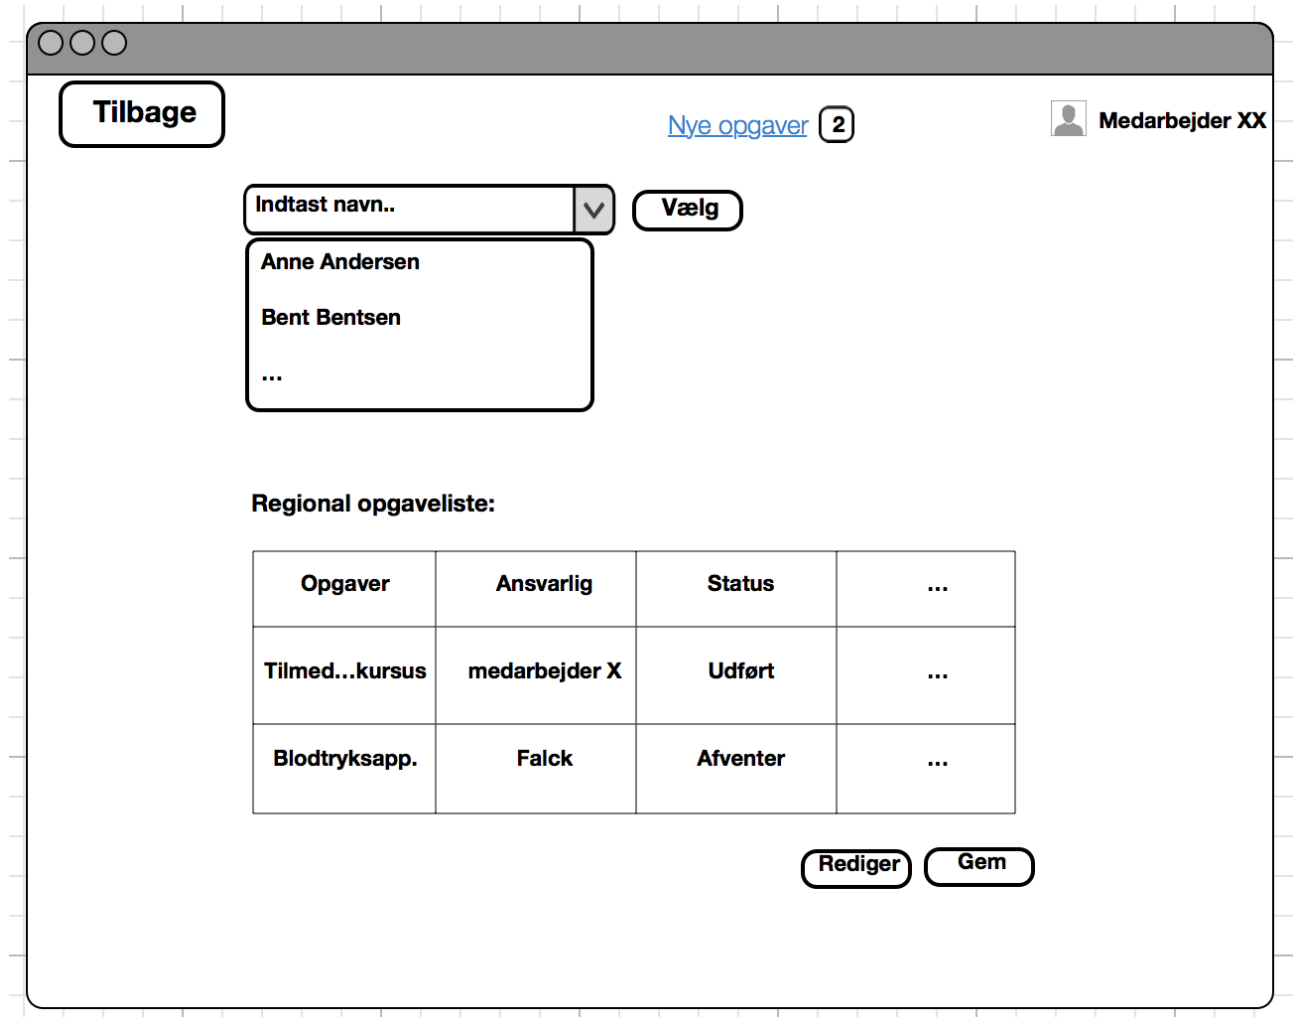 Tilbage
Nye opgaver 2
Medarbejder XX
Indtast navn..
Vælg
Anne Andersen
Bent Bentsen
...
Regional opgaveliste:
Opgaver Ansvarlig Status ...
Tilmed...kursus medarbejder X Udført ...
Blodtryksapp. Falck Afventer ...
Rediger Gem